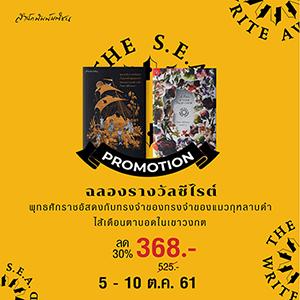 สำนักพิมพ์มติชน
THE S.E.A.
WRITE AW
PROMOTION
ฉลองรางวัลซีไรต์
พุทธศักราชอัสดงกับทรงจำของทรงจำของแมวกุหลาบดำ
ไส้เดือนตาบอดในเขาวงกต
ลด
30%
368.-
525.-
5 - 10 ต.ค. 61
S.E.A.
THE
WRITE